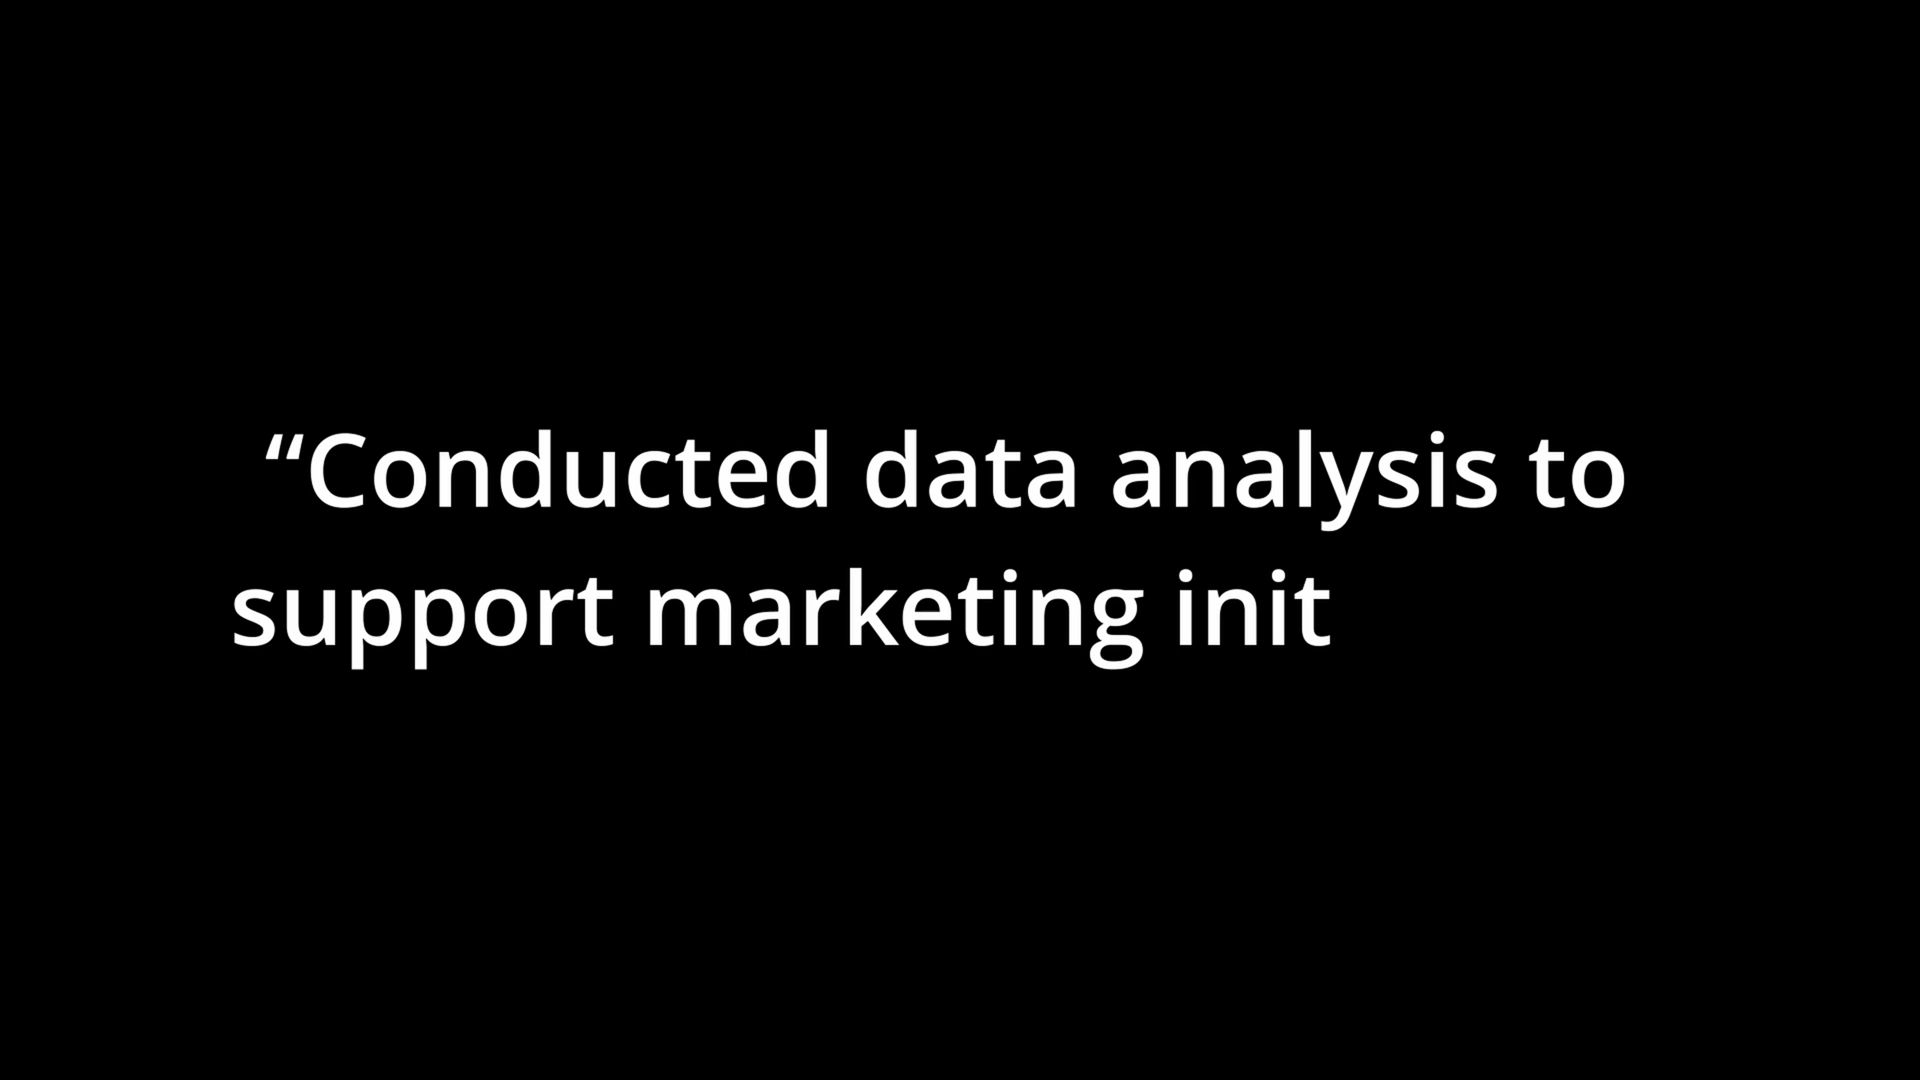 “Conducted data analysis to
support marketing init